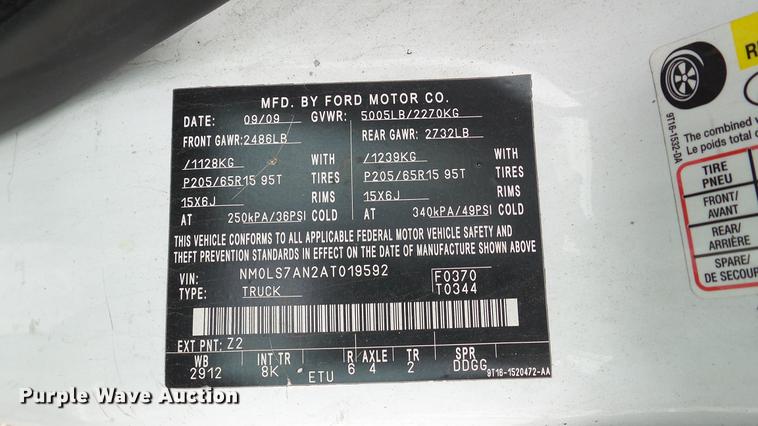 MFD. BY FORD MOTOR CO.
DATE: 09/09 GVWR: 5005LB/2270KG
FRONT GAWR: 2486LB REAR GAWR: 2732LB
/1128KG WITH /1239KG WITH
P205/65R15 95T TIRES P205/65R15 95T TIRES
15X6J RIMS 15X6J RIMS
AT 250kPA/36PSI COLD AT 340kPA/49PSI COLD
THIS VEHICLE CONFORMS TO ALL APPLICABLE FEDERAL MOTOR VEHICLE SAFETY AND
THEFT PREVENTION STANDARDS IN EFFECT ON THE DATE OF MANUFACTURE SHOWN ABOVE.
VIN: NM0LS7AN2AT019592 F0370
TYPE: TRUCK T0344
EXT PNT: Z2
WB INT TR R AXLE TR SPR
2912 8K 6 4 2 DDGG
ETU
9T16-1520472-AA
9T16-1532-DA
The combined
Le poids total
TIRE
PNEU
FRONT/
AVANT
REAR/
ARRIÈRE
SPARE/
DE SECOUR
Purple Wave Auction